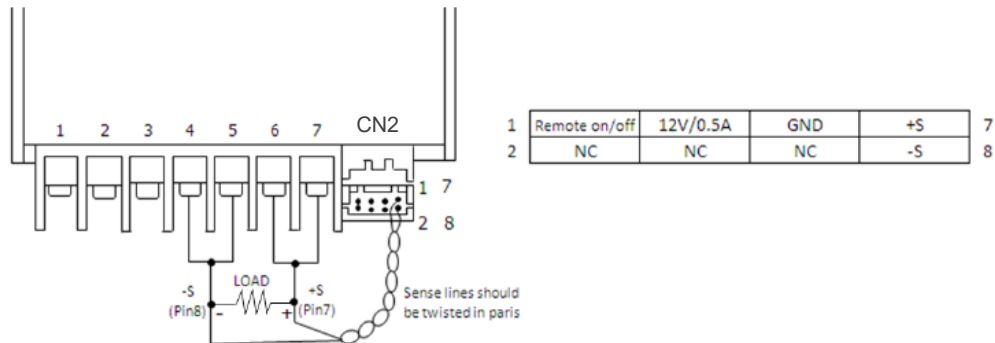 1 2 3 4 5 6 7 CN2
1 7
2 8
-S
(Pin8)
LOAD
+S
(Pin7)
- +
Sense lines should
be twisted in paris
1 Remote on/off 12V/0.5A GND +S 7
2 NC NC NC -S 8